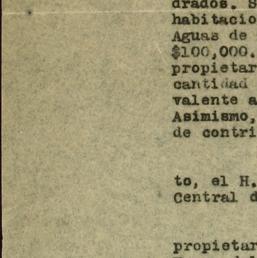 drados. S
habitacio
Aguas de
$100,000.
propietar
cantidad
valente a
Asimismo,
de contri
to, el H.
Central d
propietar